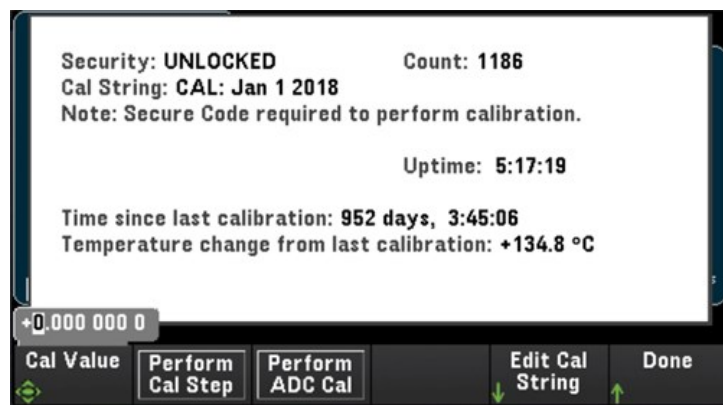 Security: UNLOCKED Count: 1186
Cal String: CAL: Jan 1 2018
Note: Secure Code required to perform calibration.
Uptime: 5:17:19
Time since last calibration: 952 days, 3:45:06
Temperature change from last calibration: +134.8 °C
+0.000 000 0
Cal Value
Perform
Cal Step
Perform
ADC Cal
Edit Cal
String
Done